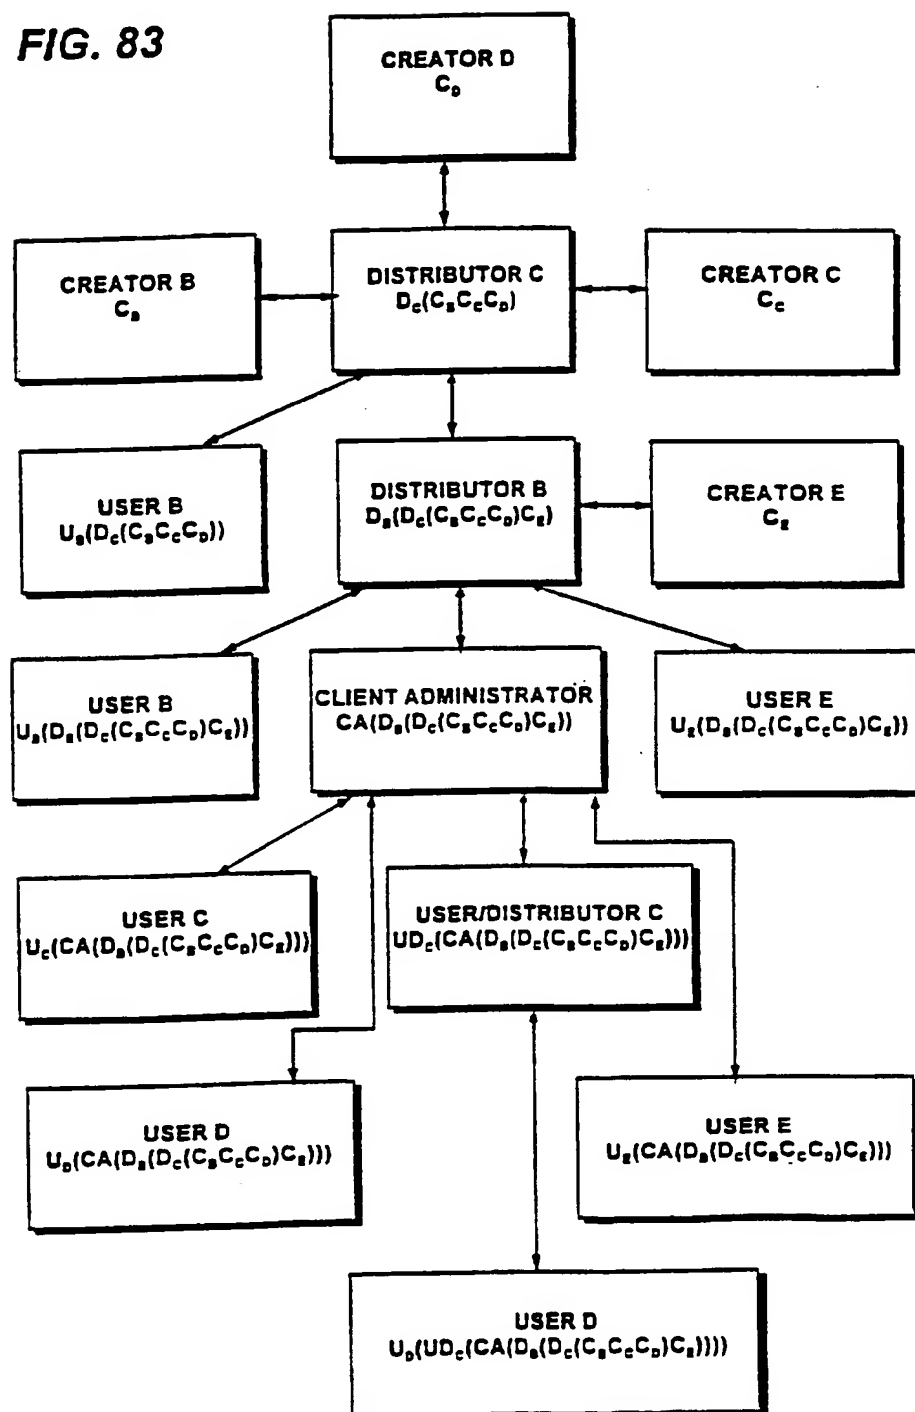 FIG. 83
CREATOR D
C_D
CREATOR B
C_B
DISTRIBUTOR C
D_C(C_BC_CC_D)
CREATOR C
C_C
USER B
U_B(D_C(C_BC_CC_D))
DISTRIBUTOR B
D_B(D_C(C_BC_CC_D)C_E)
CREATOR E
C_E
USER B
U_B(D_B(D_C(C_BC_CC_D)C_E))
CLIENT ADMINISTRATOR
CA(D_B(D_C(C_BC_CC_D)C_E))
USER E
U_E(D_B(D_C(C_BC_CC_D)C_E))
USER C
U_C(CA(D_B(D_C(C_BC_CC_D)C_E)))
USER/DISTRIBUTOR C
UD_C(CA(D_B(D_C(C_BC_CC_D)C_E)))
USER D
U_D(CA(D_B(D_C(C_BC_CC_D)C_E)))
USER E
U_E(CA(D_B(D_C(C_BC_CC_D)C_E)))
USER D
U_D(UD_C(CA(D_B(D_C(C_BC_CC_D)C_E))))